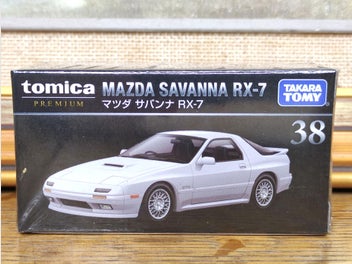 tomica
PREMIUM
MAZDA SAVANNA RX-7
マツダ サバンナ RX-7
TAKARA
TOMY
38